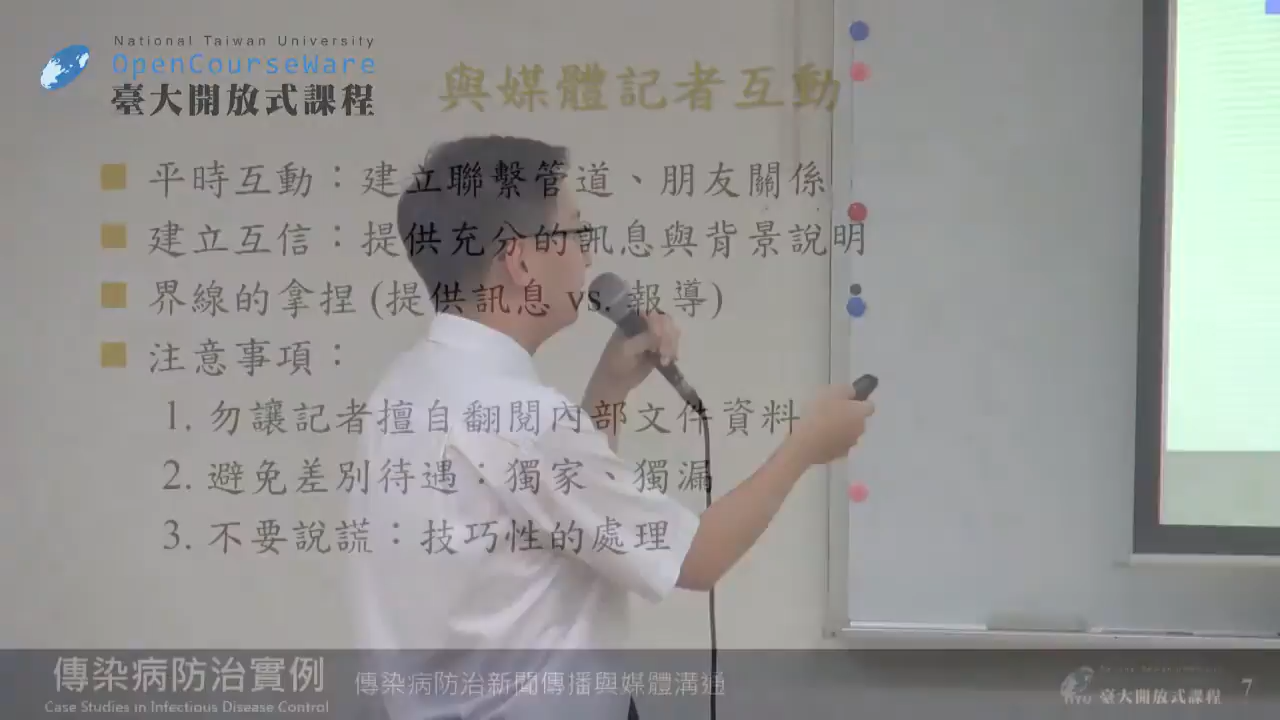 National Taiwan University
OpenCourseWare
臺大開放式課程
與媒體記者互動
平時互動：建立聯繫管道、朋友關係
建立互信：提供充分的訊息與背景說明
界線的拿捏 (提供訊息 vs. 報導)
注意事項：
1. 勿讓記者擅自翻閱內部文件資料
2. 避免差別待遇：獨家、獨漏
3. 不要說謊：技巧性的處理
傳染病防治實例
傳染病防治新聞傳播與媒體溝通
Case Studies in Infectious Disease Control
臺大開放式課程
7